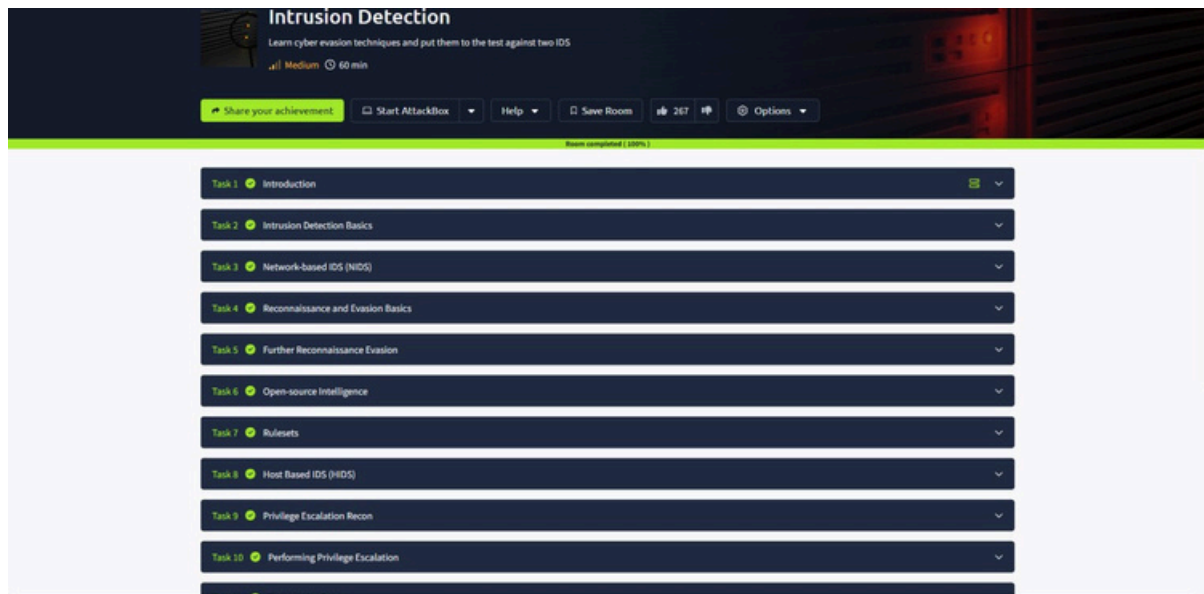 Intrusion Detection
Learn cyber evasion techniques and put them to the test against two IDS
Medium 60 min
Share your achievement Start AttackBox Help Save Room 267 Options
Room completed ( 100% )
Task 1 Introduction
Task 2 Intrusion Detection Basics
Task 3 Network-based IDS (NIDS)
Task 4 Reconnaissance and Evasion Basics
Task 5 Further Reconnaissance Evasion
Task 6 Open-source Intelligence
Task 7 Rulesets
Task 8 Host Based IDS (HIDS)
Task 9 Privilege Escalation Recon
Task 10 Performing Privilege Escalation